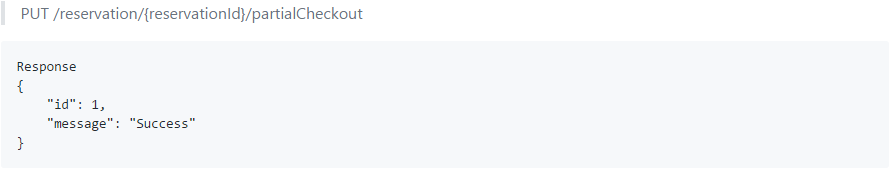 PUT /reservation/{reservationId}/partialCheckout
Response
{
    "id": 1,
    "message": "Success"
}